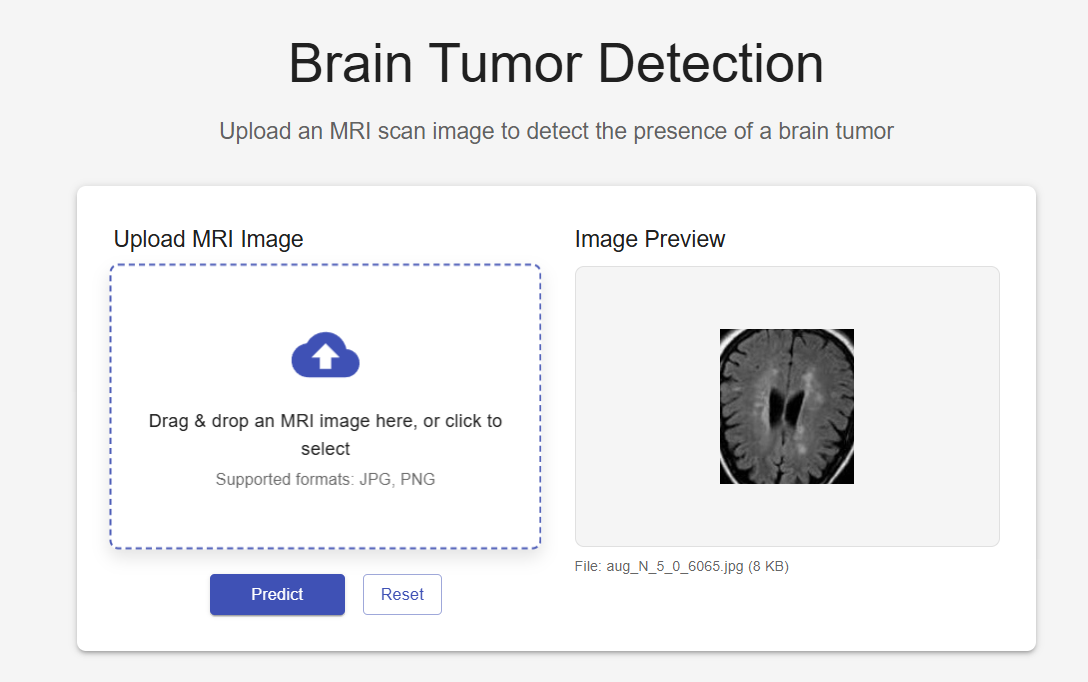 Brain Tumor Detection
Upload an MRI scan image to detect the presence of a brain tumor
Upload MRI Image
Drag & drop an MRI image here, or click to
select
Supported formats: JPG, PNG
Predict
Reset
Image Preview
File: aug_N_5_0_6065.jpg (8 KB)